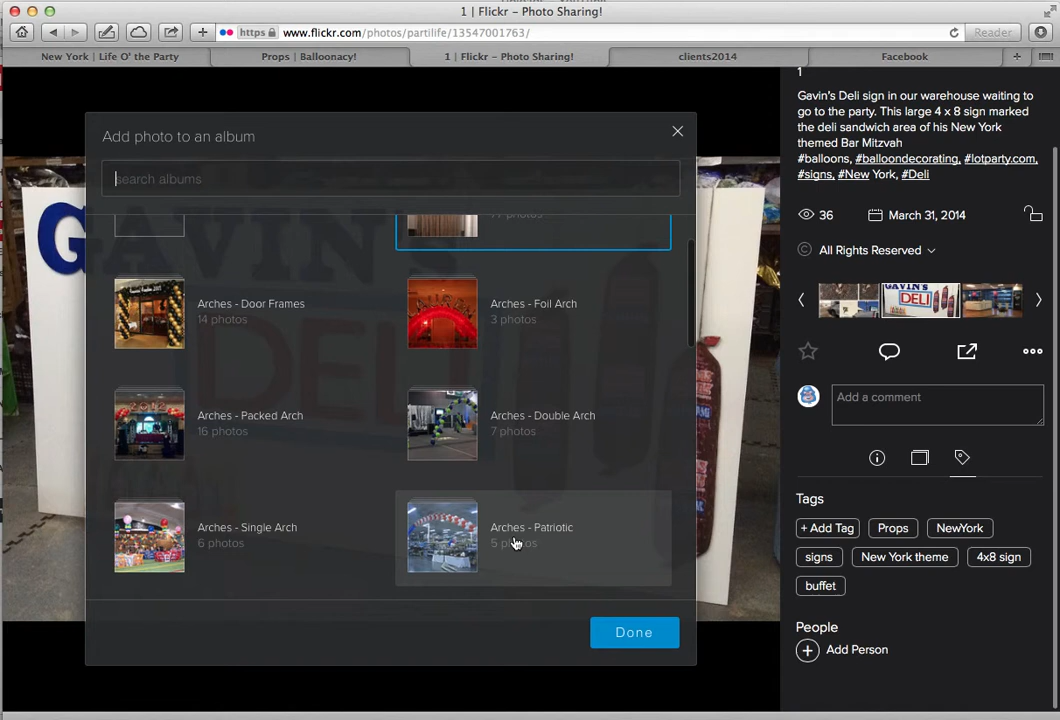 1 | Flickr – Photo Sharing!
https www.flickr.com/photos/partilife/13547001763/ Reader
New York | Life O' the Party Props | Balloonacy! 1 | Flickr – Photo Sharing! clients2014 Facebook +
1
Gavin's Deli sign in our warehouse waiting to
go to the party. This large 4 x 8 sign marked
the deli sandwich area of his New York
themed Bar Mitzvah
#balloons, #balloondecorating, #lotparty.com,
#signs, #New York, #Deli
36 March 31, 2014
All Rights Reserved
GAVIN'S
DELI
Add a comment
Tags
+ Add Tag Props NewYork
signs New York theme 4x8 sign
buffet
People
Add Person
Add photo to an album
search albums
77 photos
Arches - Door Frames
14 photos
Arches - Foil Arch
3 photos
Arches - Packed Arch
16 photos
Arches - Double Arch
7 photos
Arches - Single Arch
6 photos
Arches - Patriotic
5 photos
Done
GAVIN'S
DELI